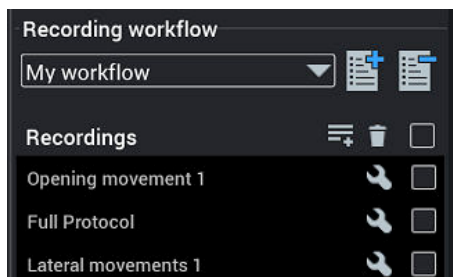 Recording workflow
My workflow
Recordings
Opening movement 1
Full Protocol
Lateral movements 1